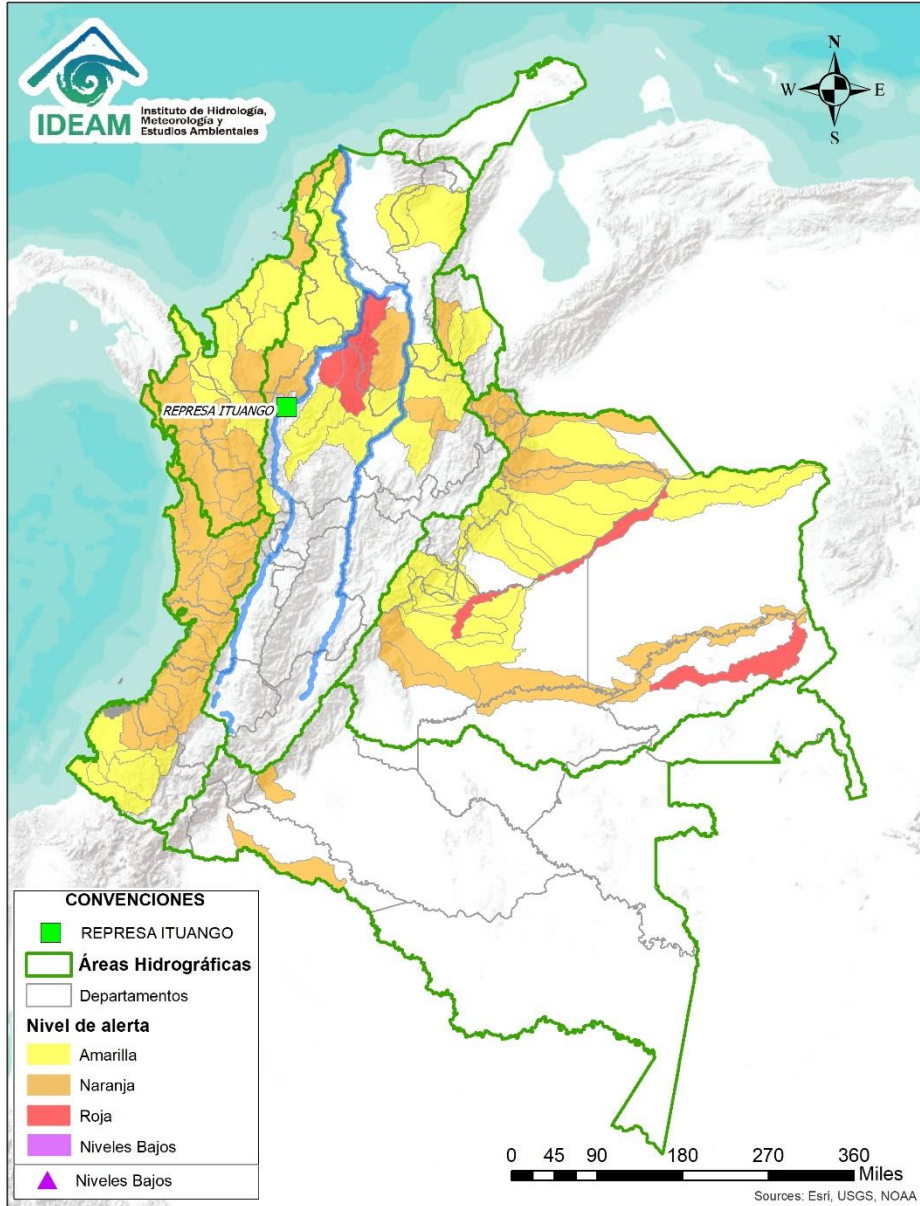 IDEAM
Instituto de Hidrología,
Meteorología y
Estudios Ambientales
N
W
E
S
REPRESA ITUANGO
CONVENCIONES
REPRESA ITUANGO
Áreas Hidrográficas
Departamentos
Nivel de alerta
Amarilla
Naranja
Roja
Niveles Bajos
Niveles Bajos
0 45 90 180 270 360
Miles
Sources: Esri, USGS, NOAA